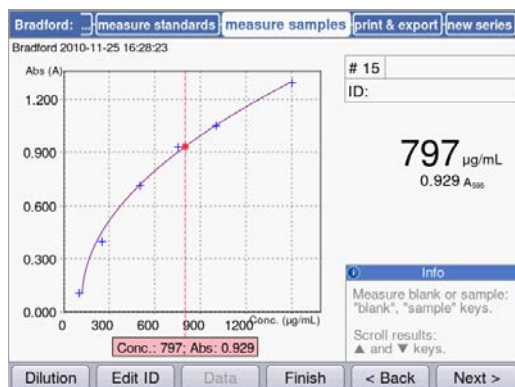 Bradford: ... measure standards measure samples print & export new series
Bradford 2010-11-25 16:28:23
Abs (A)
1.200
0.900
0.600
0.300
0.000
0 300 600 900 1200 Conc. (µg/mL)
Conc.: 797; Abs: 0.929
# 15
ID:
797 µg/mL
0.929 A595
Info
Measure blank or sample:
"blank", "sample" keys.
Scroll results:
▲ and ▼ keys.
Dilution Edit ID Data Finish < Back Next >